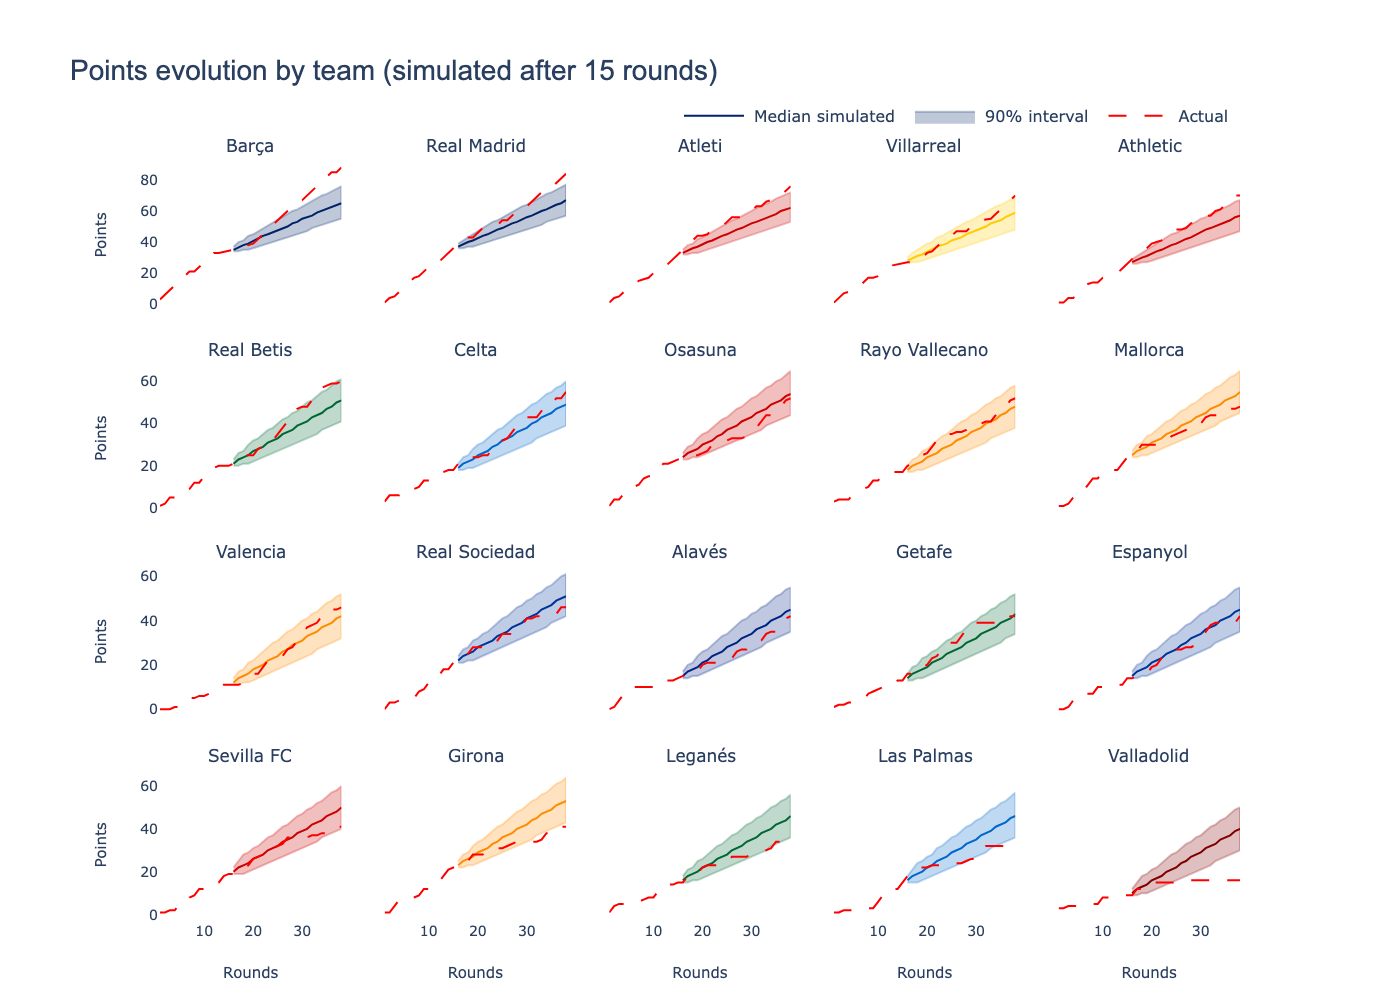 Points evolution by team (simulated after 15 rounds)
Median simulated 90% interval Actual
Barça Real Madrid Atleti Villarreal Athletic
80
60
40
20
0
Points
Real Betis Celta Osasuna Rayo Vallecano Mallorca
60
40
20
0
Points
Valencia Real Sociedad Alavés Getafe Espanyol
60
40
20
0
Points
Sevilla FC Girona Leganés Las Palmas Valladolid
60
40
20
0
Points
10 20 30 10 20 30 10 20 30 10 20 30 10 20 30
Rounds Rounds Rounds Rounds Rounds